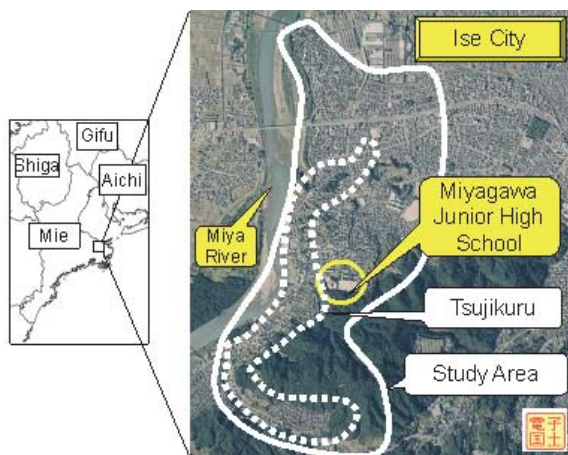 Ise City
Gifu
Shiga
Aichi
Mie
Miya
River
Miyagawa
Junior High
School
Tsujikuru
Study Area
電子
国土